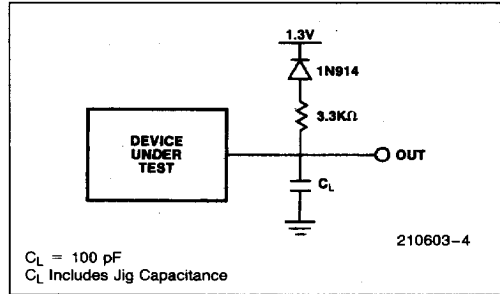 1.3V
1N914
3.3KΩ
DEVICE
UNDER
TEST
OUT
CL
210603-4
CL = 100 pF
CL Includes Jig Capacitance